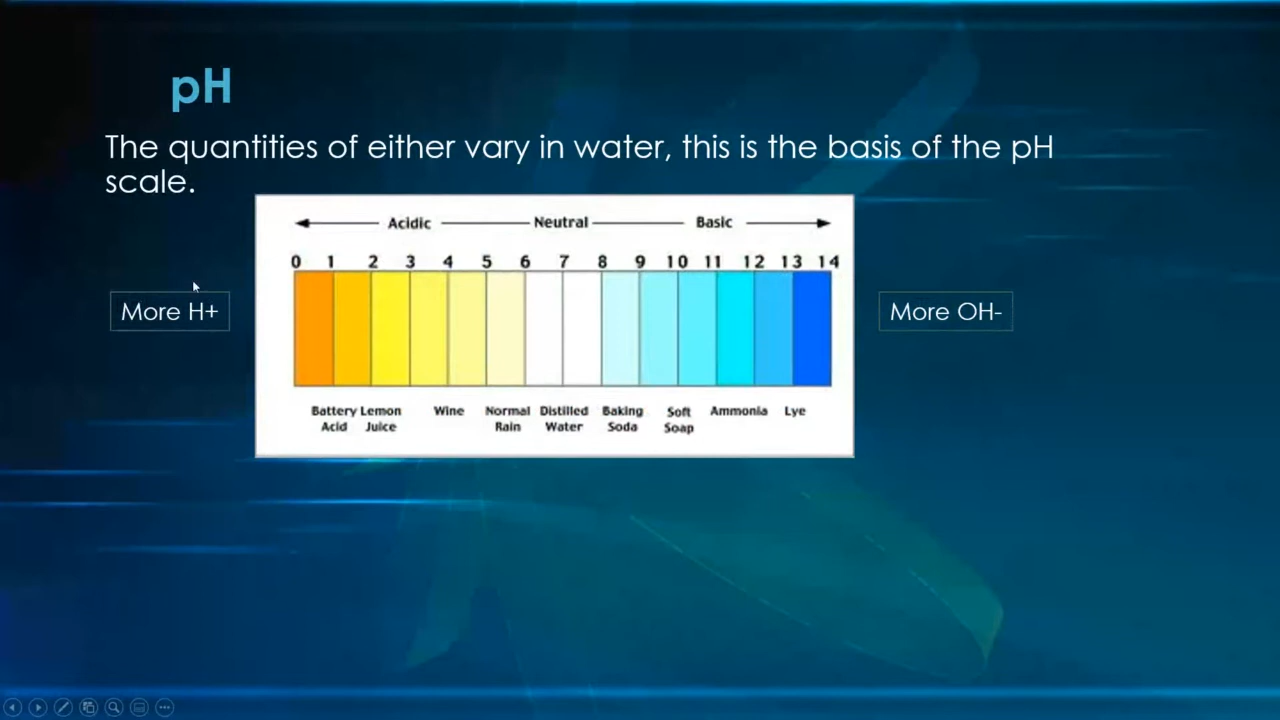 pH
The quantities of either vary in water, this is the basis of the pH
scale.
Acidic Neutral Basic
0 1 2 3 4 5 6 7 8 9 10 11 12 13 14
More H+
More OH-
Battery Lemon Wine Normal Distilled Baking Soft Ammonia Lye
Acid Juice Rain Water Soda Soap